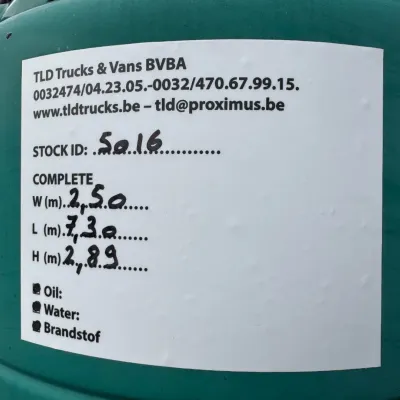 TLD Trucks & Vans BVBA
0032474/04.23.05.-0032/470.67.99.15.
www.tldtrucks.be – tld@proximus.be
STOCK ID: 5016
COMPLETE
W (m) 2,50
L (m) 7,30
H (m) 2,89
Oil:
Water:
Brandstof